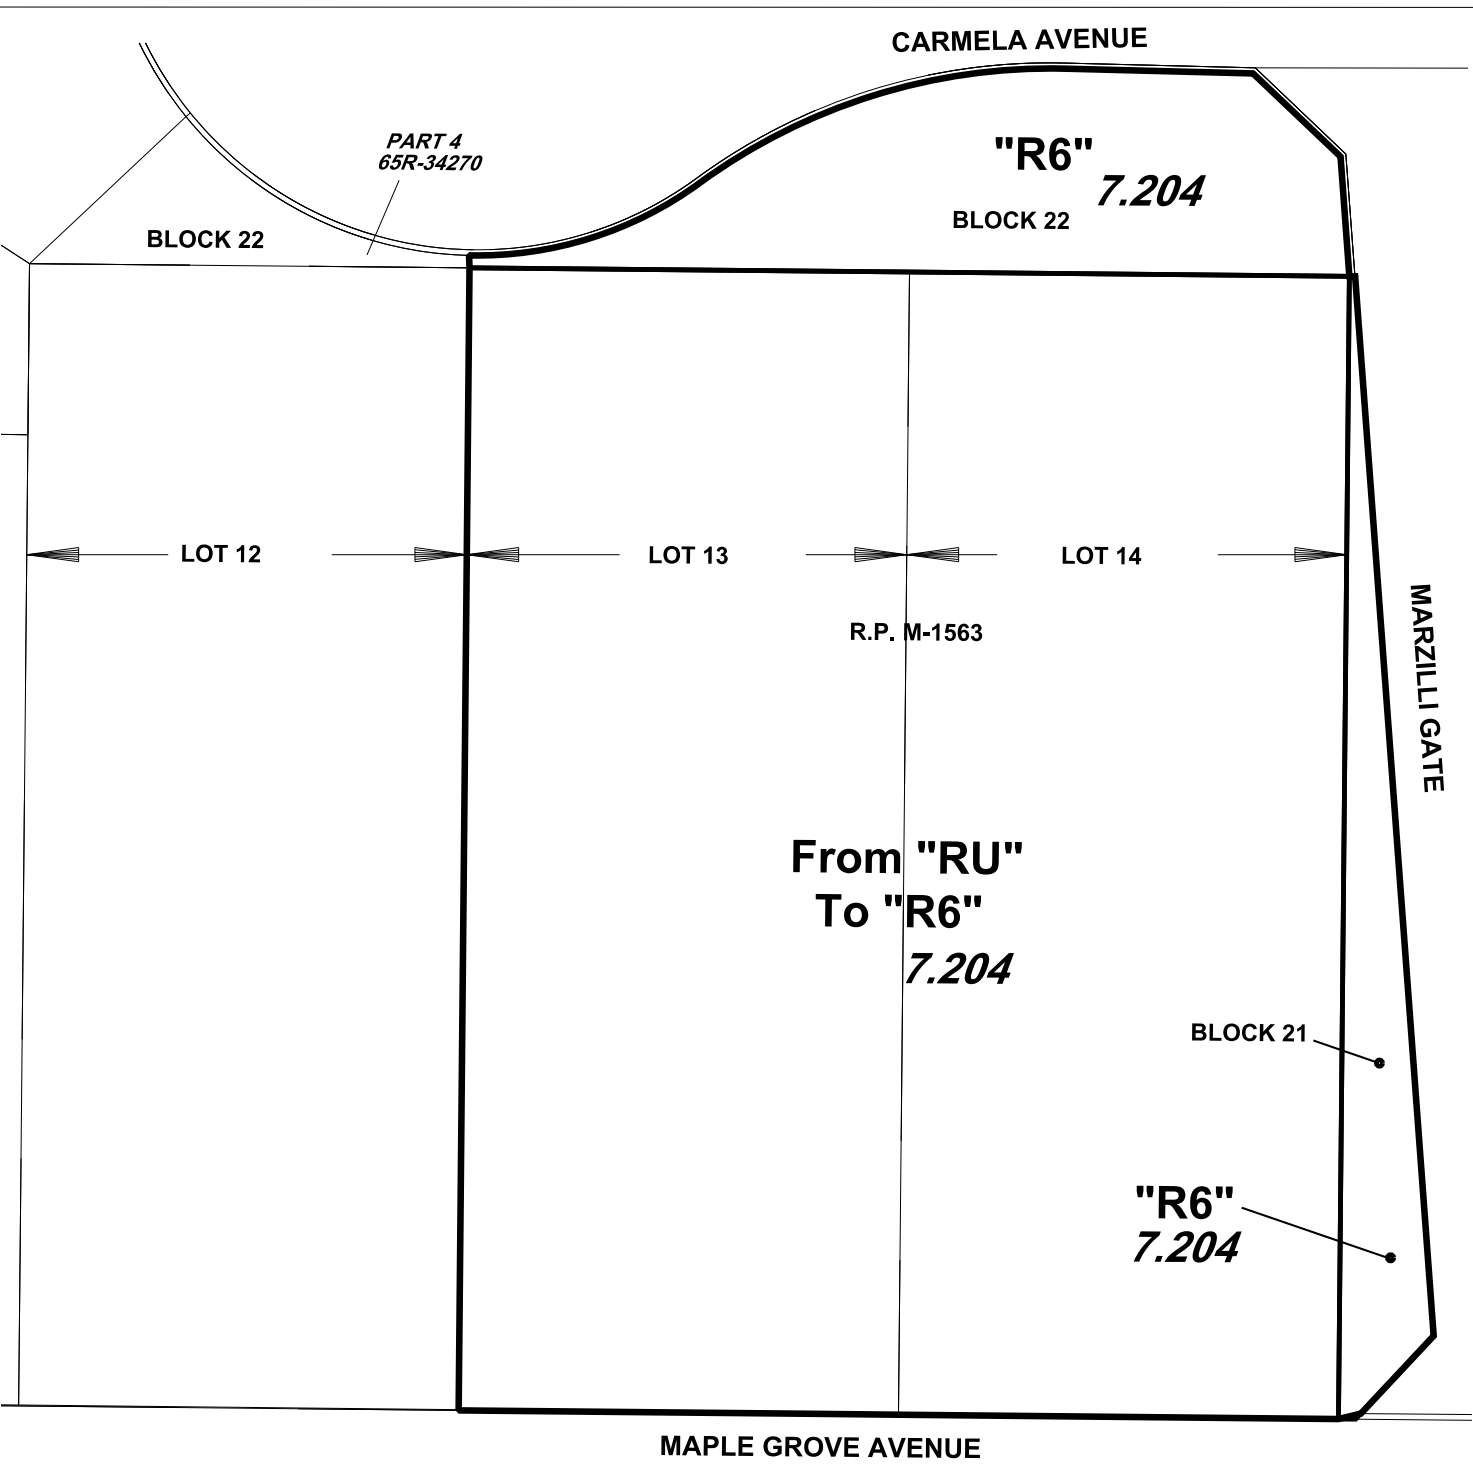 CARMELA AVENUE
PART 4
65R-34270
"R6"
7.204
BLOCK 22
BLOCK 22
LOT 12
LOT 13
LOT 14
R.P. M-1563
MARZILLI GATE
From "RU"
To "R6"
7.204
BLOCK 21
"R6"
7.204
MAPLE GROVE AVENUE